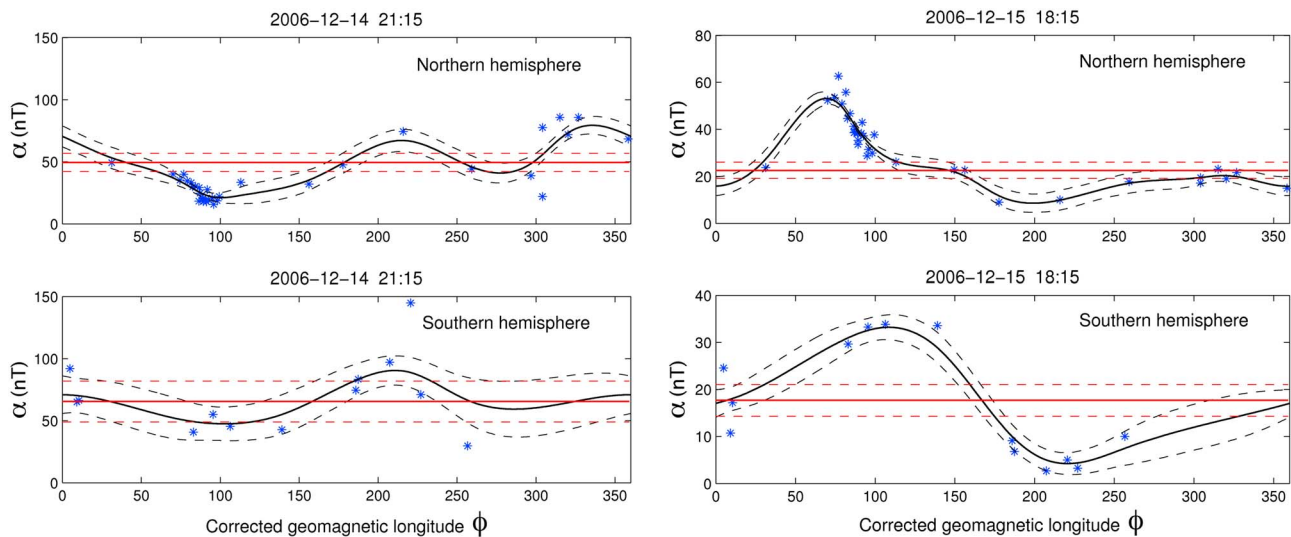 2006-12-14 21:15
150
100
50
0
α (nT)
Northern hemisphere
0 50 100 150 200 250 300 350
2006-12-15 18:15
80
60
40
20
0
α (nT)
Northern hemisphere
0 50 100 150 200 250 300 350
2006-12-14 21:15
150
100
50
0
α (nT)
Southern hemisphere
0 50 100 150 200 250 300 350
Corrected geomagnetic longitude ϕ
2006-12-15 18:15
40
30
20
10
0
α (nT)
Southern hemisphere
0 50 100 150 200 250 300 350
Corrected geomagnetic longitude ϕ